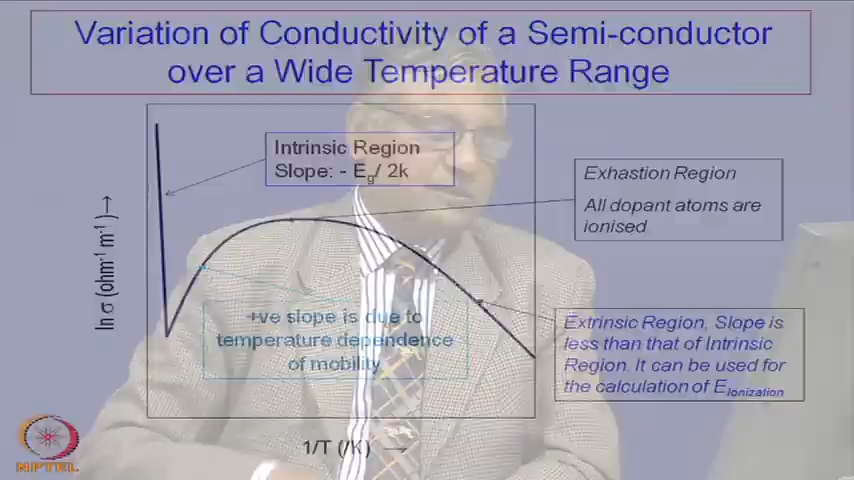 Variation of Conductivity of a Semi-conductor
over a Wide Temperature Range
Intrinsic Region
Slope: - Eg/ 2k
Exhastion Region
All dopant atoms are
ionised
ln σ (ohm⁻¹ m⁻¹) →
+ve slope is due to
temperature dependence
of mobility
Extrinsic Region, Slope is
less than that of Intrinsic
Region. It can be used for
the calculation of EIonization
1/T (/K) →
NPTEL